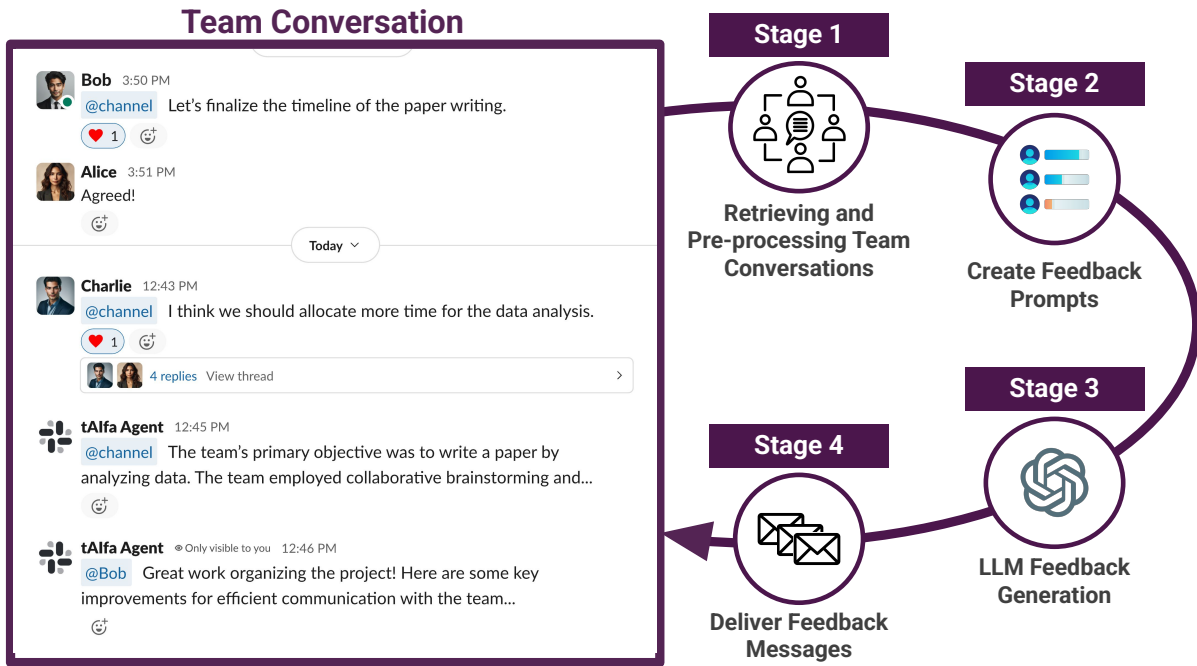 Team Conversation
Bob 3:50 PM
@channel Let's finalize the timeline of the paper writing.
1
Alice 3:51 PM
Agreed!
Today
Charlie 12:43 PM
@channel I think we should allocate more time for the data analysis.
1
4 replies View thread
tAlfa Agent 12:45 PM
@channel The team's primary objective was to write a paper by
analyzing data. The team employed collaborative brainstorming and...
tAlfa Agent Only visible to you 12:46 PM
@Bob Great work organizing the project! Here are some key
improvements for efficient communication with the team...
Stage 1
Retrieving and
Pre-processing Team
Conversations
Stage 2
Create Feedback
Prompts
Stage 3
LLM Feedback
Generation
Stage 4
Deliver Feedback
Messages